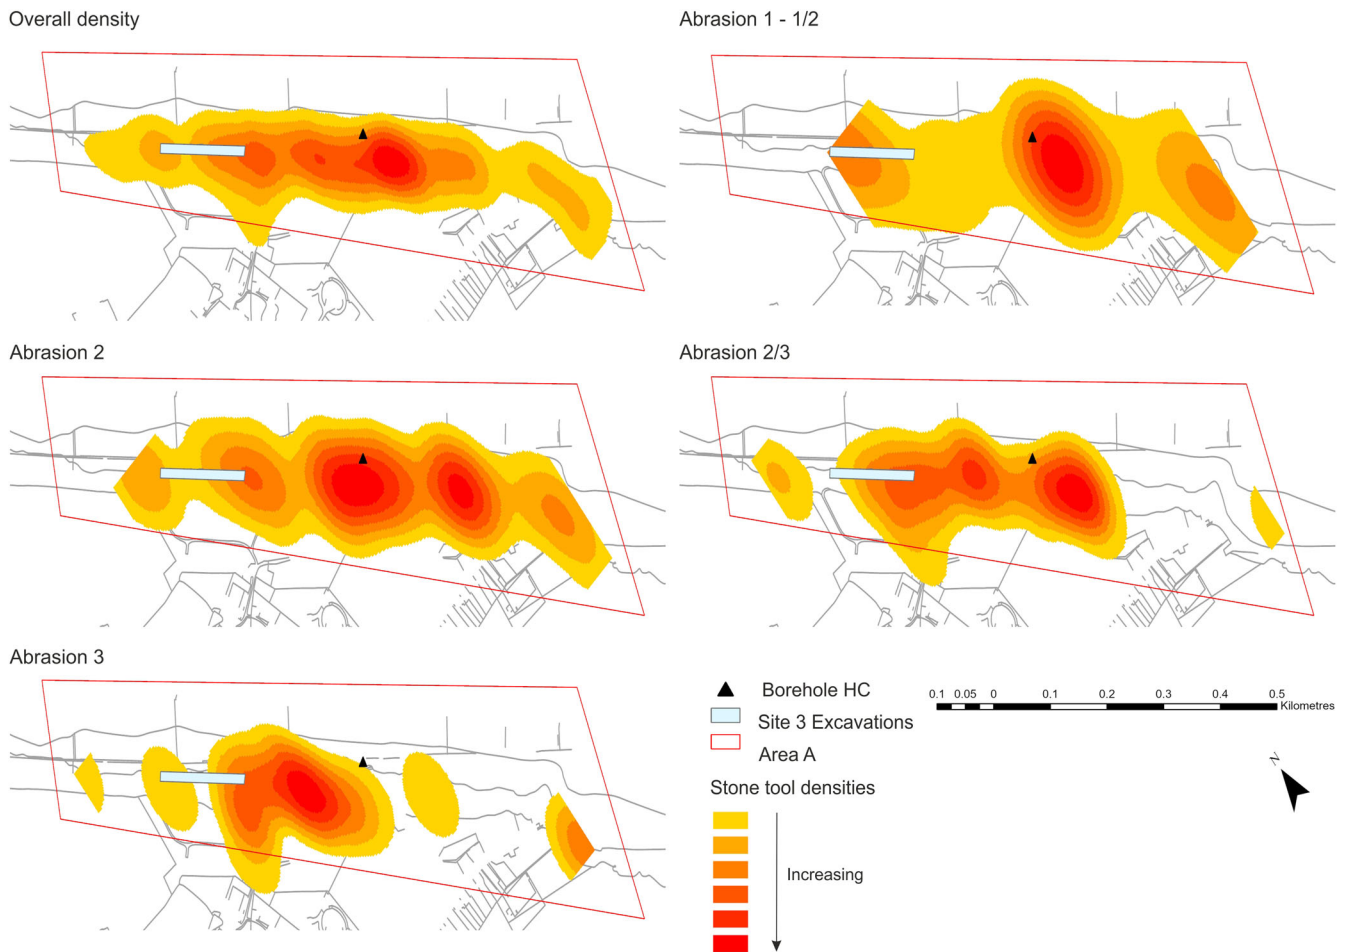 Overall density
Abrasion 1 - 1/2
Abrasion 2
Abrasion 2/3
Abrasion 3
Borehole HC
Site 3 Excavations
Area A
Stone tool densities
Increasing
0.1 0.05 0 0.1 0.2 0.3 0.4 0.5
Kilometres
N